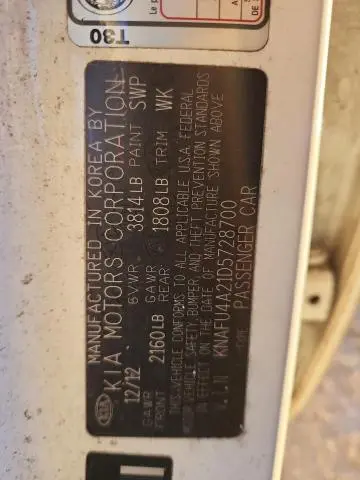 MANUFACTURED IN KOREA BY
KIA MOTORS CORPORATION
12/12 GVWR 3814LB PAINT SWP
GAWR FRONT 2160LB GAWR REAR 1808LB TRIM WK
THIS VEHICLE CONFORMS TO ALL APPLICABLE U.S.A. FEDERAL
MOTOR VEHICLE SAFETY, BUMPER AND THEFT PREVENTION STANDARDS
IN EFFECT ON THE DATE OF MANUFACTURE SHOWN ABOVE
V.I.N KNAFU4A21D5728700
TYPE PASSENGER CAR
KIA
T30